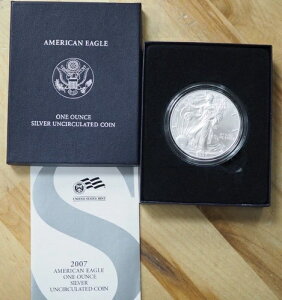 AMERICAN EAGLE
ONE OUNCE
SILVER UNCIRCULATED COIN
UNITED STATES MINT
2007
AMERICAN EAGLE
ONE OUNCE
SILVER
UNCIRCULATED COIN